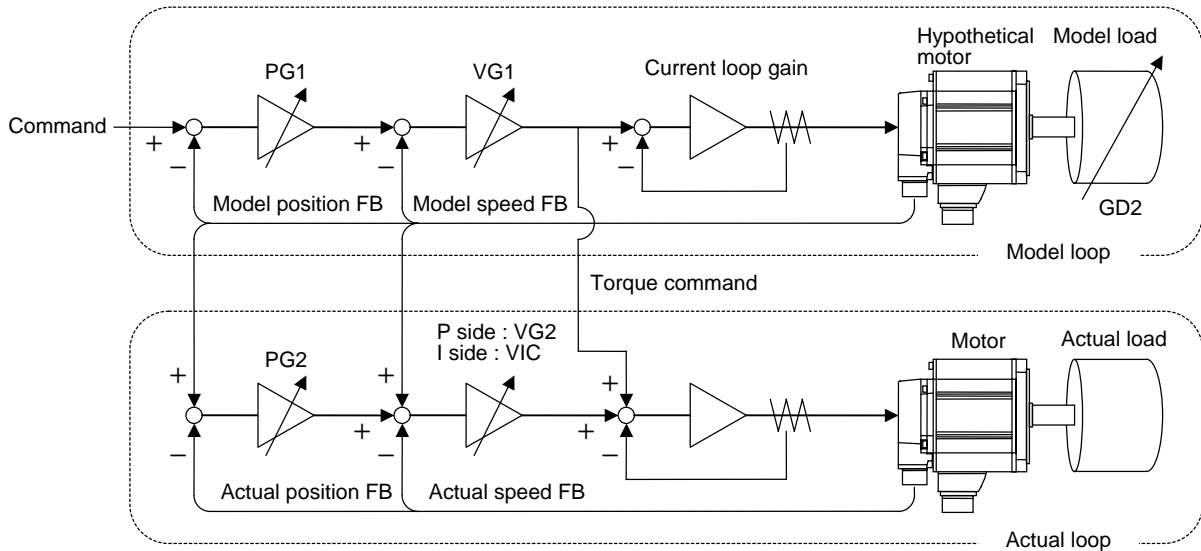 Hypothetical
motor
Model load
PG1
VG1
Current loop gain
Command
+
−
+
−
+
−
Model position FB
Model speed FB
GD2
Model loop
Torque command
P side : VG2
I side : VIC
Motor
Actual load
PG2
+
+
+
−
+
−
+
−
Actual position FB
Actual speed FB
Actual loop